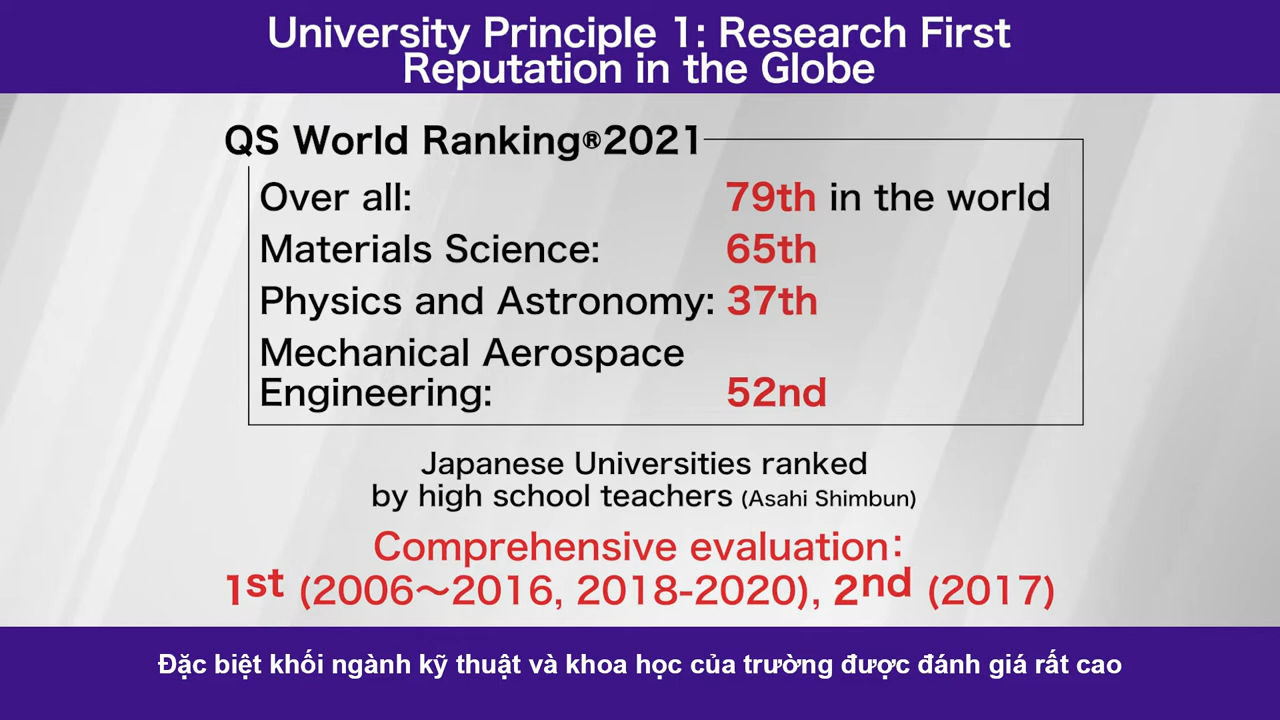 University Principle 1: Research First
Reputation in the Globe
QS World Ranking®2021
Over all: 79th in the world
Materials Science: 65th
Physics and Astronomy: 37th
Mechanical Aerospace
Engineering: 52nd
Japanese Universities ranked
by high school teachers (Asahi Shimbun)
Comprehensive evaluation:
1st (2006〜2016, 2018-2020), 2nd (2017)
Đặc biệt khối ngành kỹ thuật và khoa học của trường được đánh giá rất cao